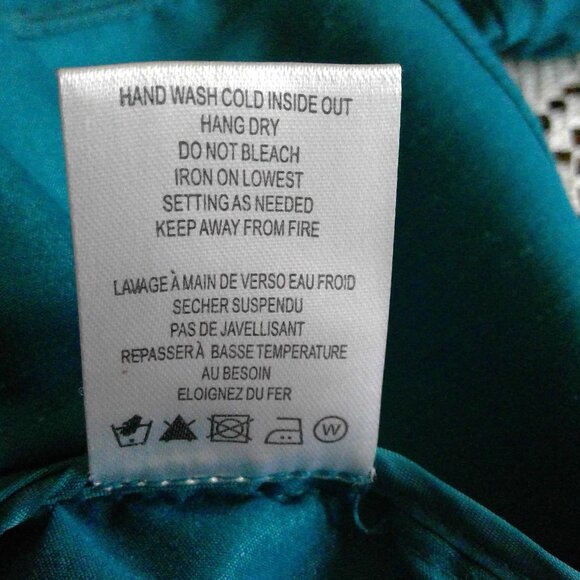 HAND WASH COLD INSIDE OUT
HANG DRY
DO NOT BLEACH
IRON ON LOWEST
SETTING AS NEEDED
KEEP AWAY FROM FIRE
LAVAGE À MAIN DE VERSO EAU FROID
SECHER SUSPENDU
PAS DE JAVELLISANT
REPASSER À BASSE TEMPERATURE
AU BESOIN
ELOIGNEZ DU FER
W